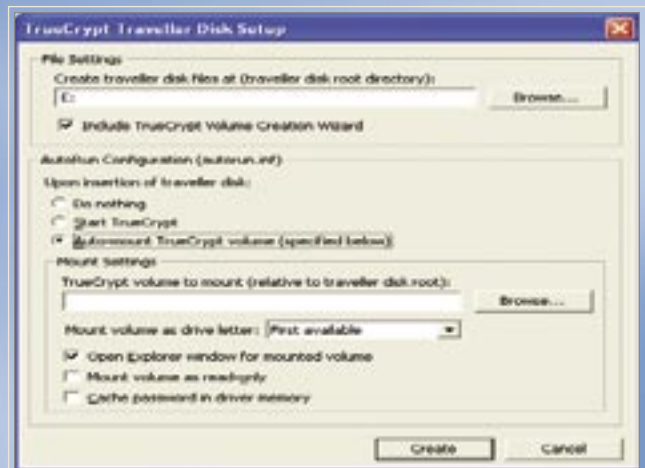 TrueCrypt Traveller Disk Setup
File Settings
Create traveller disk files at (traveller disk root directory):
E:
Browse...
Include TrueCrypt Volume Creation Wizard
AutoRun Configuration (autorun.inf)
Upon insertion of traveller disk:
Do nothing
Start TrueCrypt
Auto-mount TrueCrypt volume (specified below)
Mount Settings
TrueCrypt volume to mount (relative to traveller disk root):
Browse...
Mount volume as drive letter: First available
Open Explorer window for mounted volume
Mount volume as read-only
Cache password in driver memory
Create Cancel